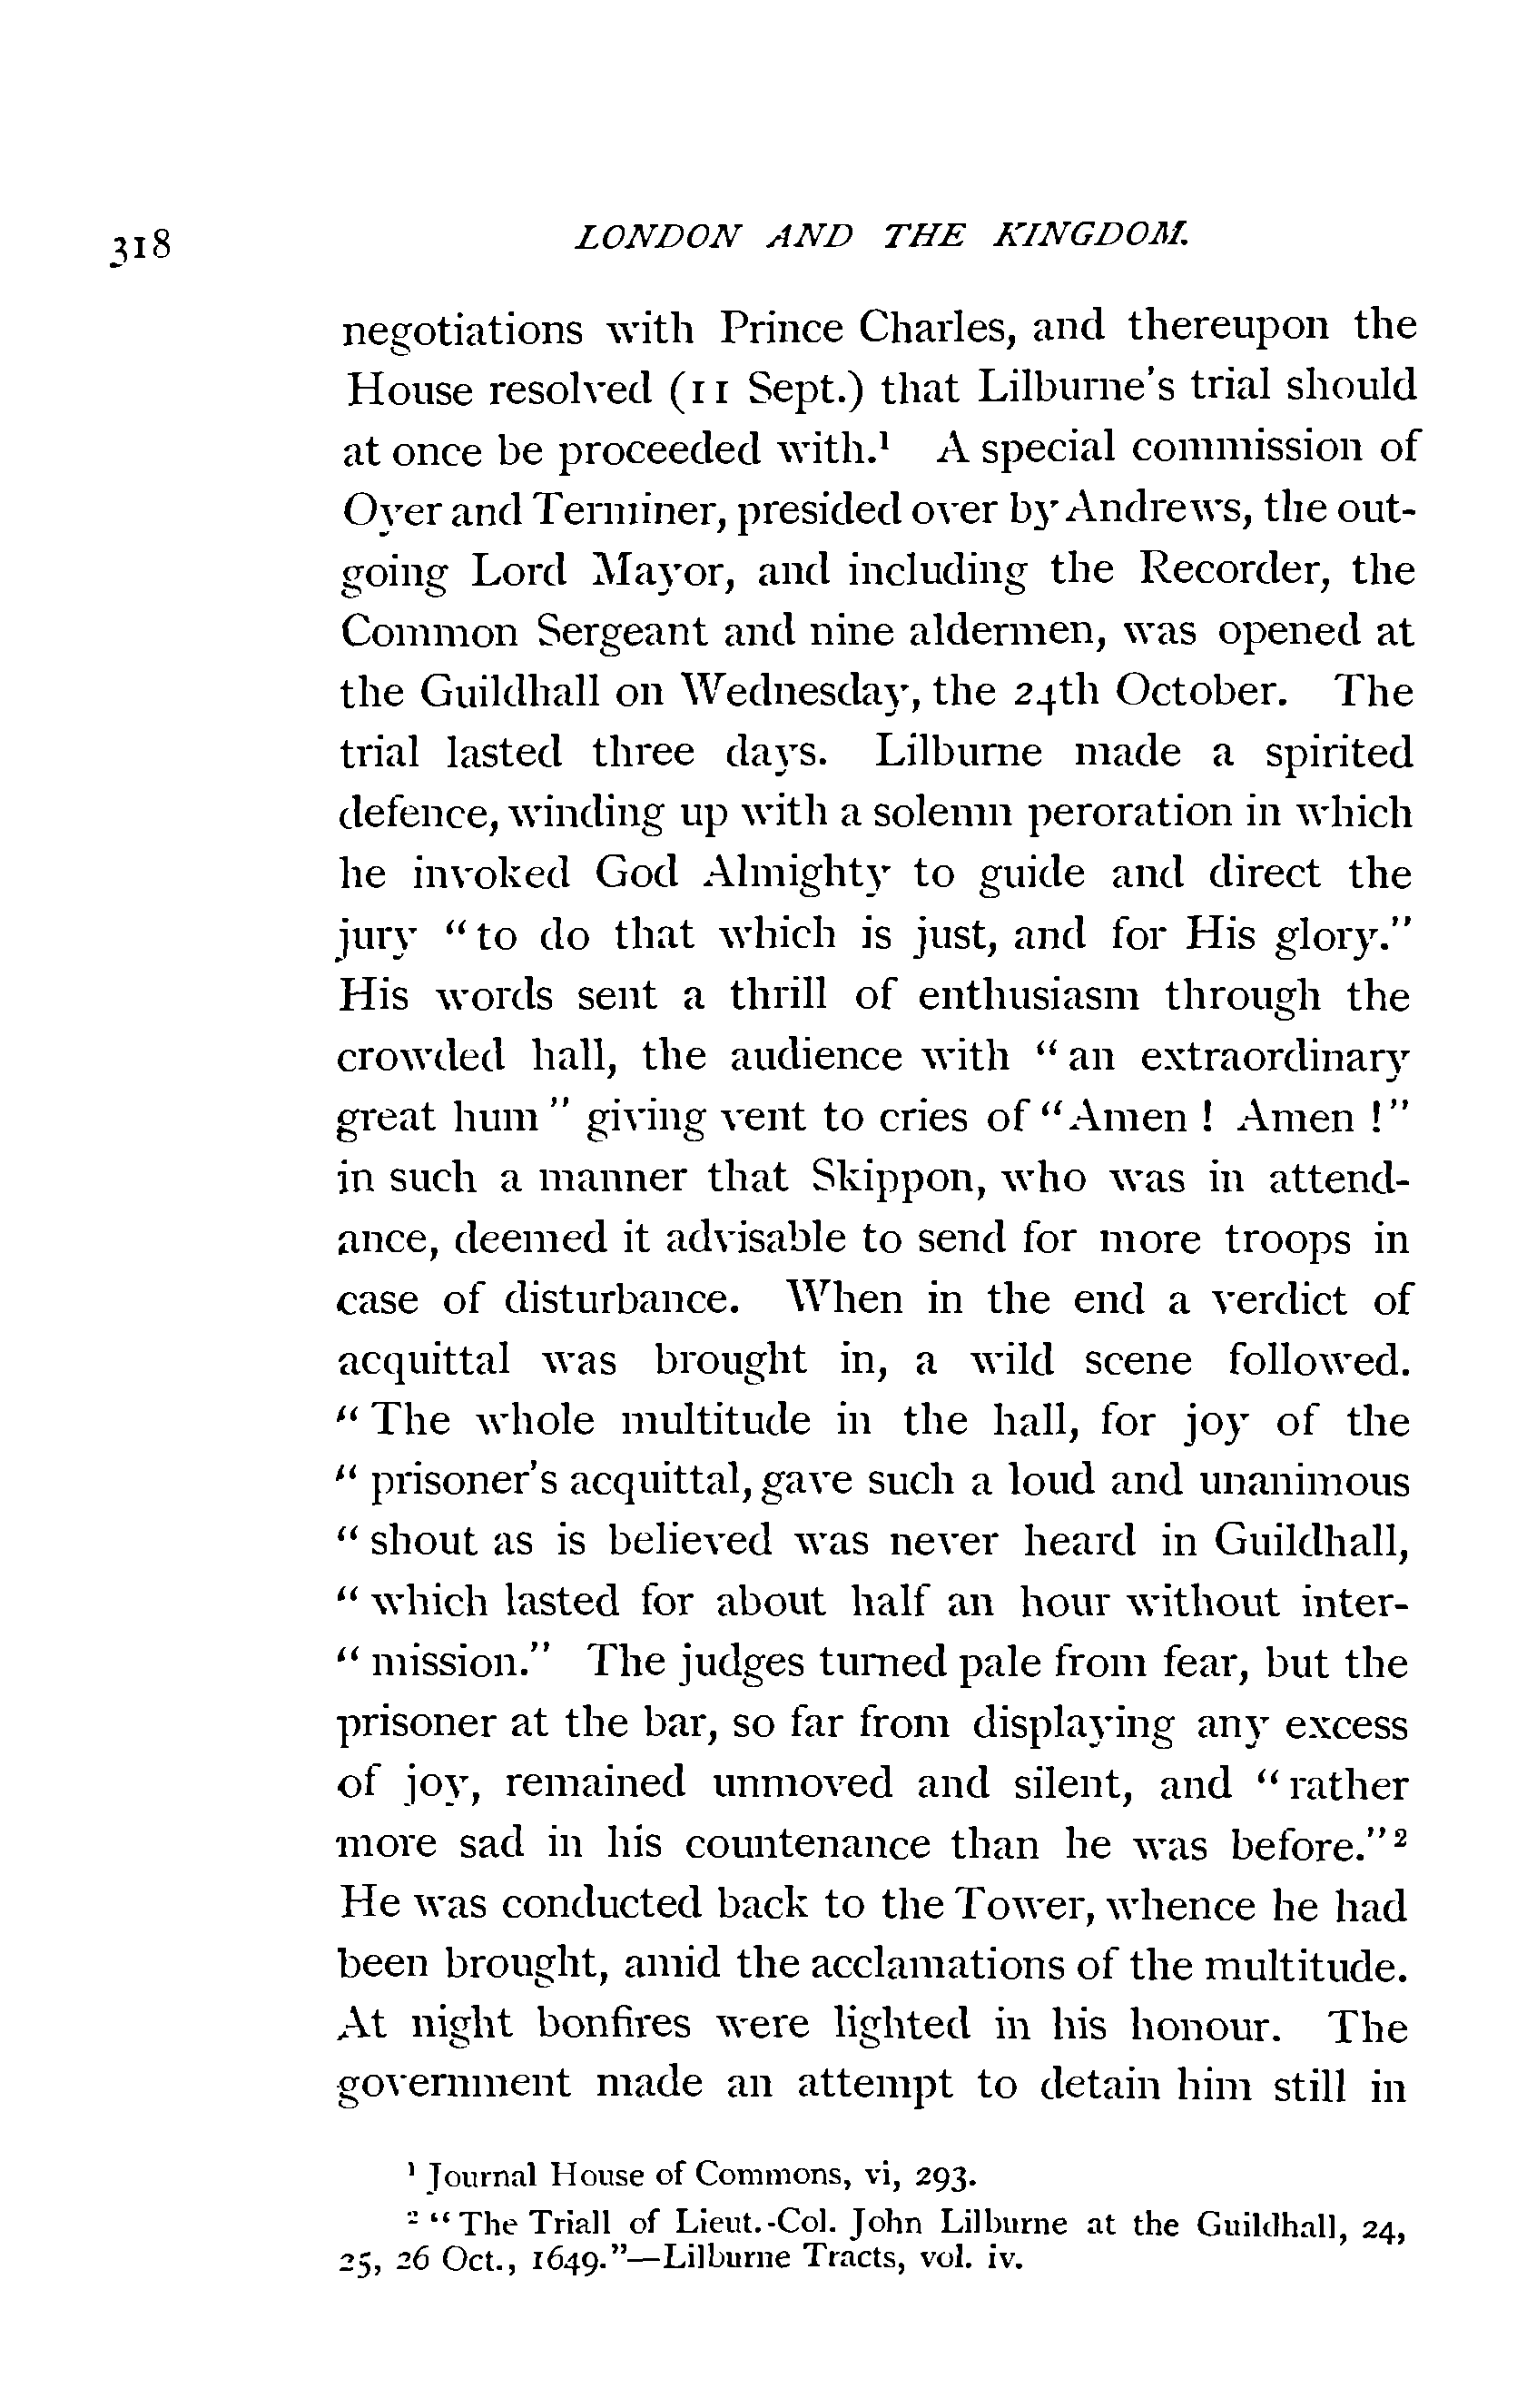 318 LONDON AND THE KINGDOM.
negotiations with Prince Charles, and thereupon the
House resolved (11 Sept.) that Lilburne's trial should
at once be proceeded with.¹ A special commission of
Oyer and Terminer, presided over by Andrews, the out-
going Lord Mayor, and including the Recorder, the
Common Sergeant and nine aldermen, was opened at
the Guildhall on Wednesday, the 24th October. The
trial lasted three days. Lilburne made a spirited
defence, winding up with a solemn peroration in which
he invoked God Almighty to guide and direct the
jury "to do that which is just, and for His glory."
His words sent a thrill of enthusiasm through the
crowded hall, the audience with "an extraordinary
great hum" giving vent to cries of "Amen! Amen!"
in such a manner that Skippon, who was in attend-
ance, deemed it advisable to send for more troops in
case of disturbance. When in the end a verdict of
acquittal was brought in, a wild scene followed.
"The whole multitude in the hall, for joy of the
"prisoner's acquittal, gave such a loud and unanimous
"shout as is believed was never heard in Guildhall,
"which lasted for about half an hour without inter-
"mission." The judges turned pale from fear, but the
prisoner at the bar, so far from displaying any excess
of joy, remained unmoved and silent, and "rather
more sad in his countenance than he was before."²
He was conducted back to the Tower, whence he had
been brought, amid the acclamations of the multitude.
At night bonfires were lighted in his honour. The
government made an attempt to detain him still in
¹ Journal House of Commons, vi, 293.
² "The Triall of Lieut.-Col. John Lilburne at the Guildhall, 24,
25, 26 Oct., 1649."—Lilburne Tracts, vol. iv.